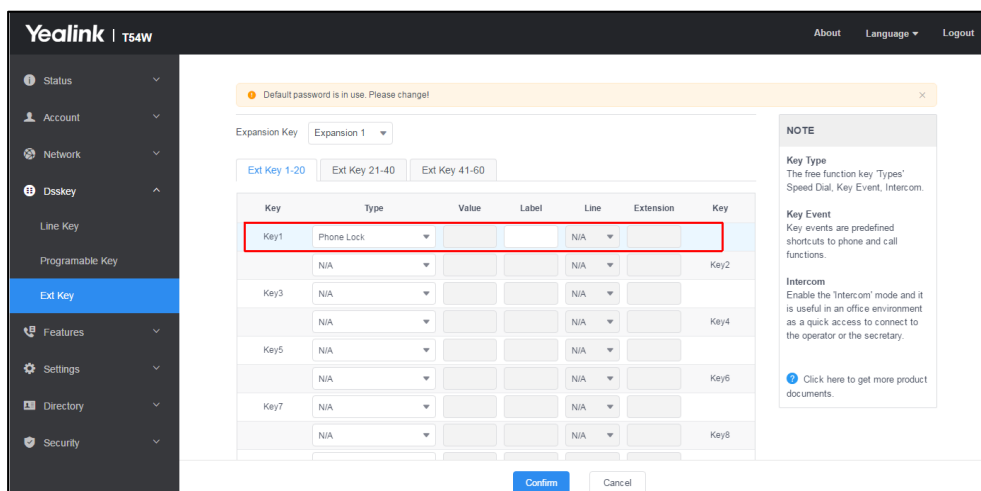 Yealink | T54W
About Language Logout
Status
Account
Network
Dsskey
Line Key
Programable Key
Ext Key
Features
Settings
Directory
Security
Default password is in use. Please change!
Expansion Key Expansion 1
Ext Key 1-20 Ext Key 21-40 Ext Key 41-60
Key Type Value Label Line Extension Key
Key1 Phone Lock N/A
N/A N/A Key2
Key3 N/A N/A
N/A N/A Key4
Key5 N/A N/A
N/A N/A Key6
Key7 N/A N/A
N/A N/A Key8
Confirm Cancel
NOTE
Key Type
The free function key 'Types'
Speed Dial, Key Event, Intercom.
Key Event
Key events are predefined
shortcuts to phone and call
functions.
Intercom
Enable the 'Intercom' mode and it
is useful in an office environment
as a quick access to connect to
the operator or the secretary.
Click here to get more product
documents.